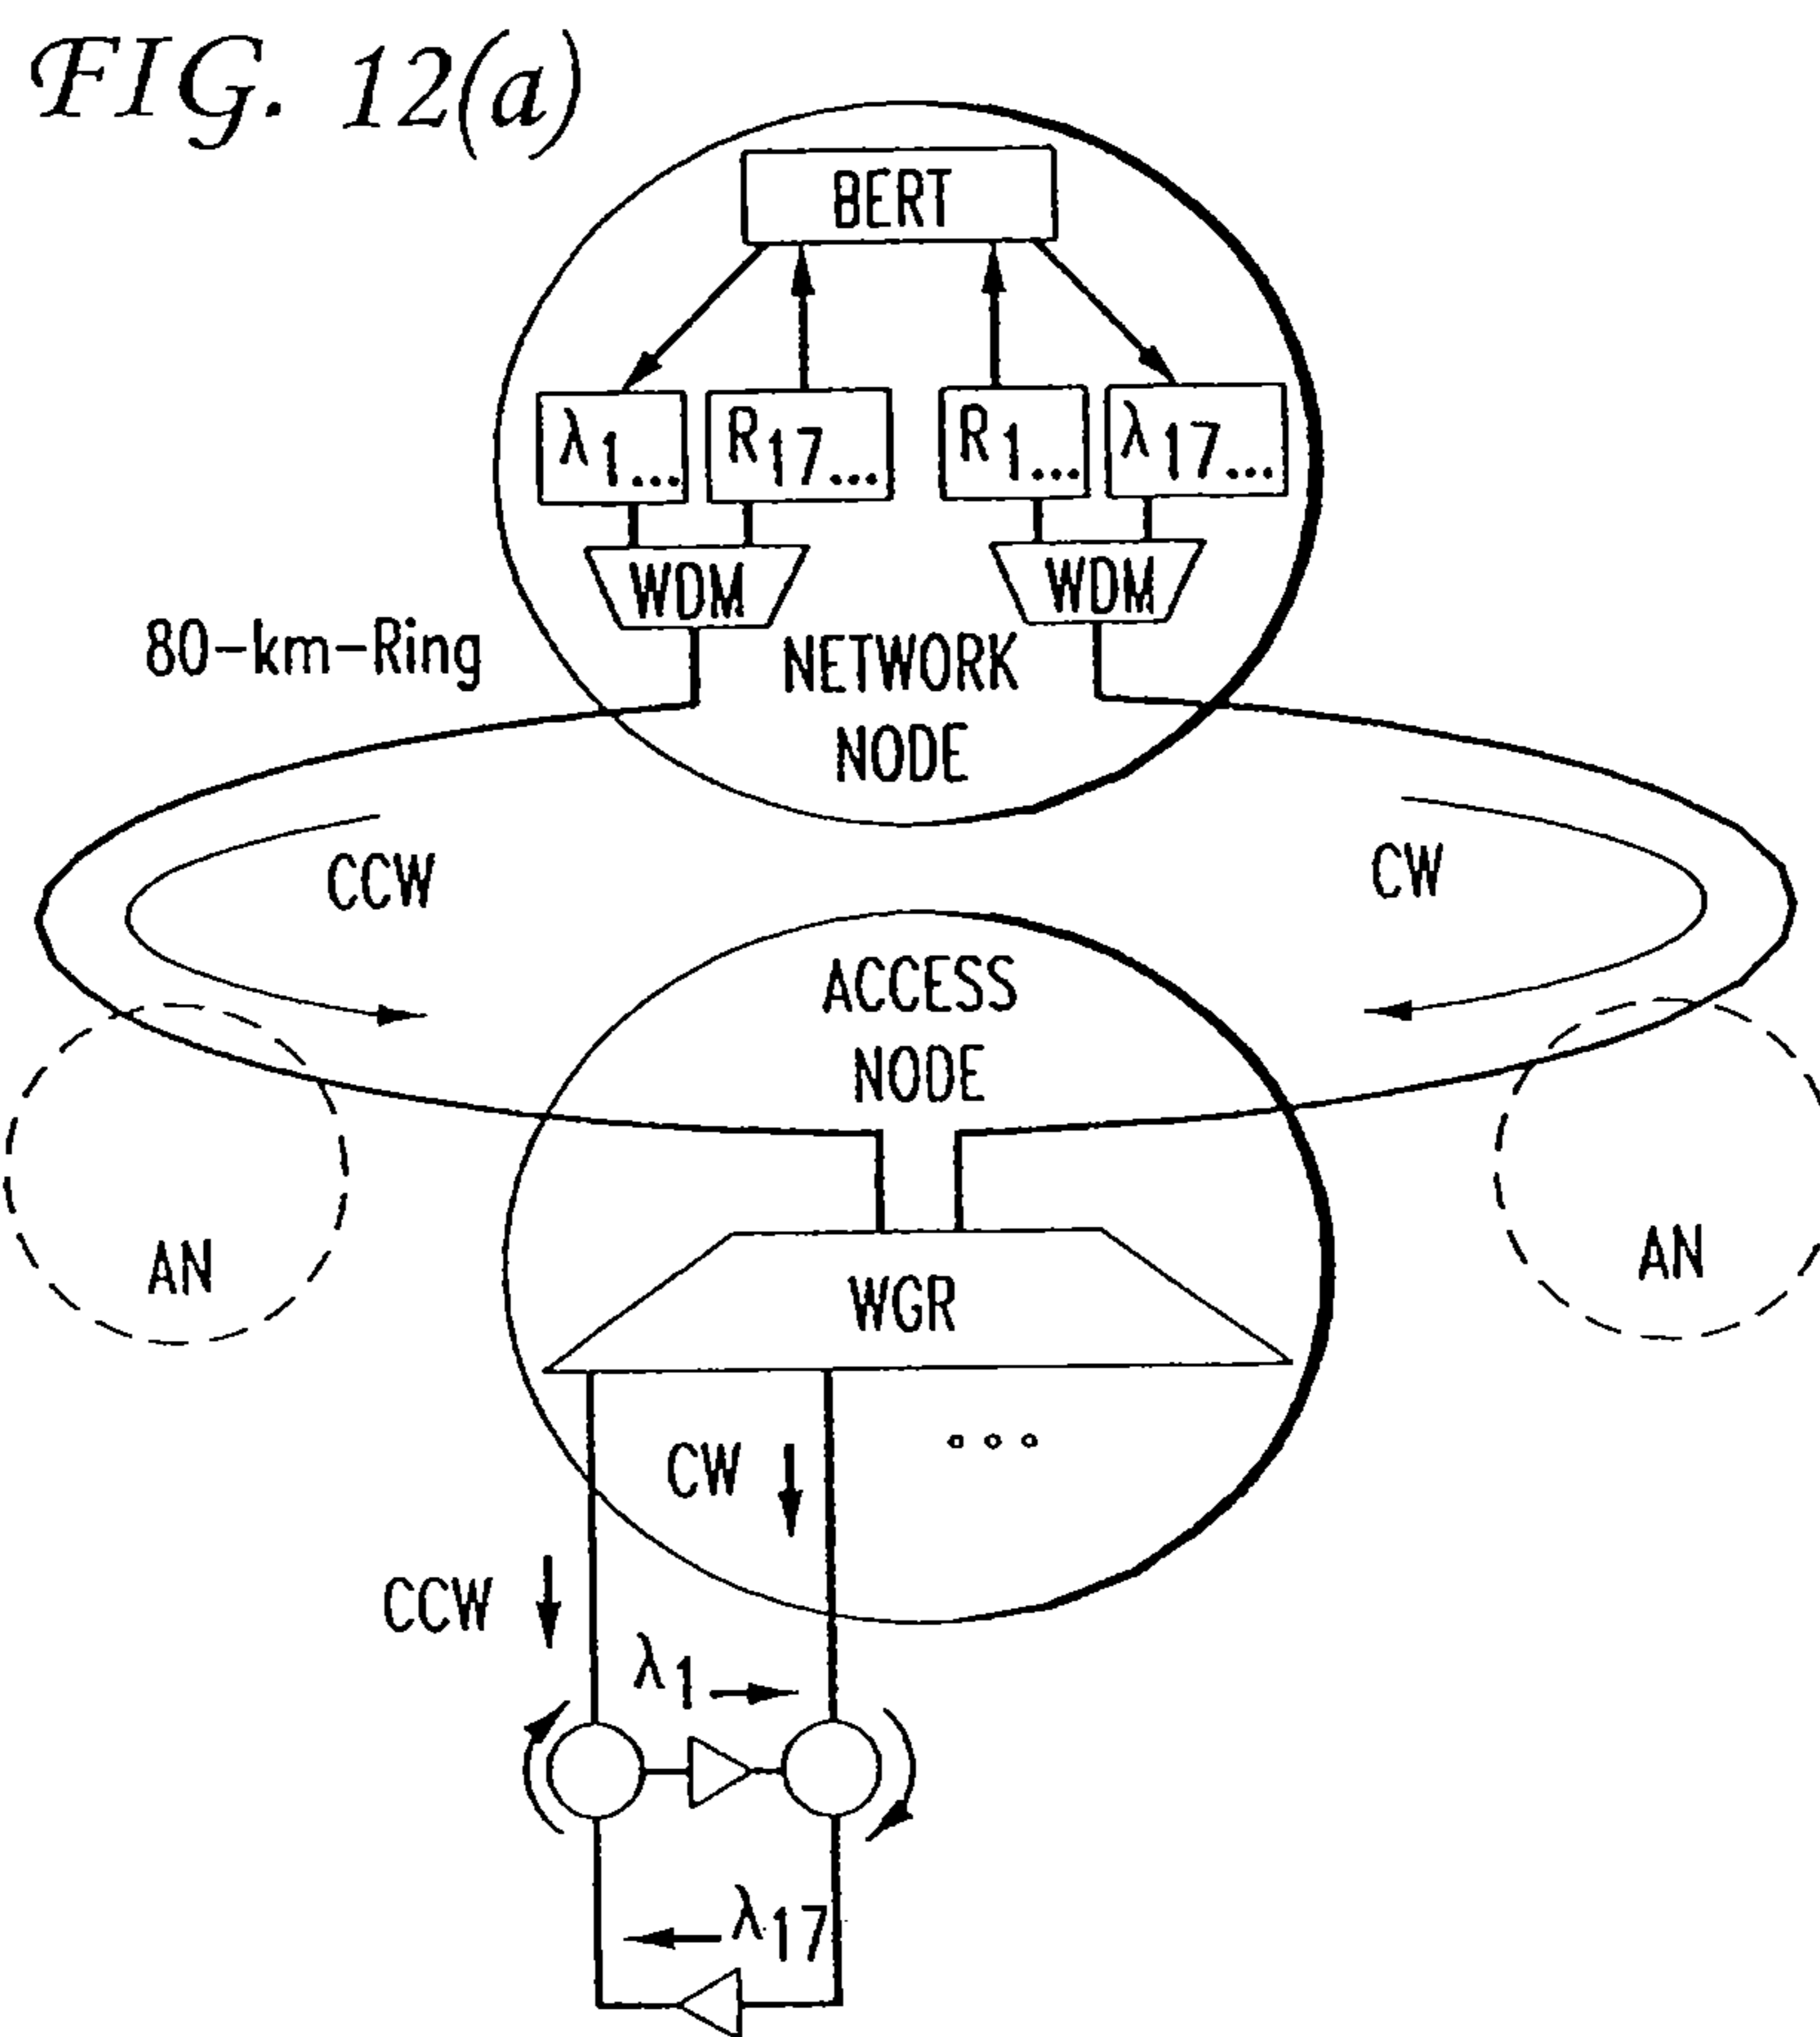 FIG. 12(a)
BERT
λ1...
R17...
R1...
λ17...
WDM
WDM
80-km-Ring
NETWORK
NODE
CCW
CW
ACCESS
NODE
AN
AN
WGR
CW
CCW
λ1
λ17